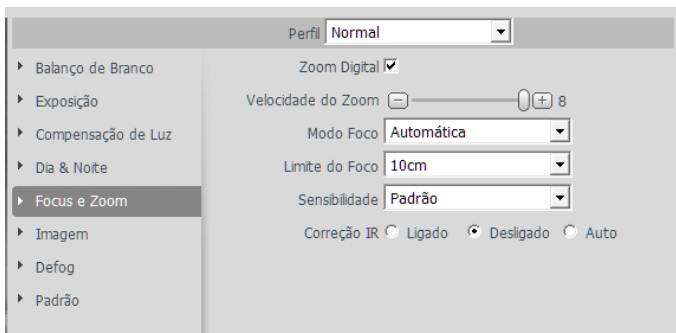 Perfil Normal
Balanço de Branco
Exposição
Compensação de Luz
Dia & Noite
Focus e Zoom
Imagem
Defog
Padrão
Zoom Digital
Velocidade do Zoom 8
Modo Foco Automática
Limite do Foco 10cm
Sensibilidade Padrão
Correção IR Ligado Desligado Auto